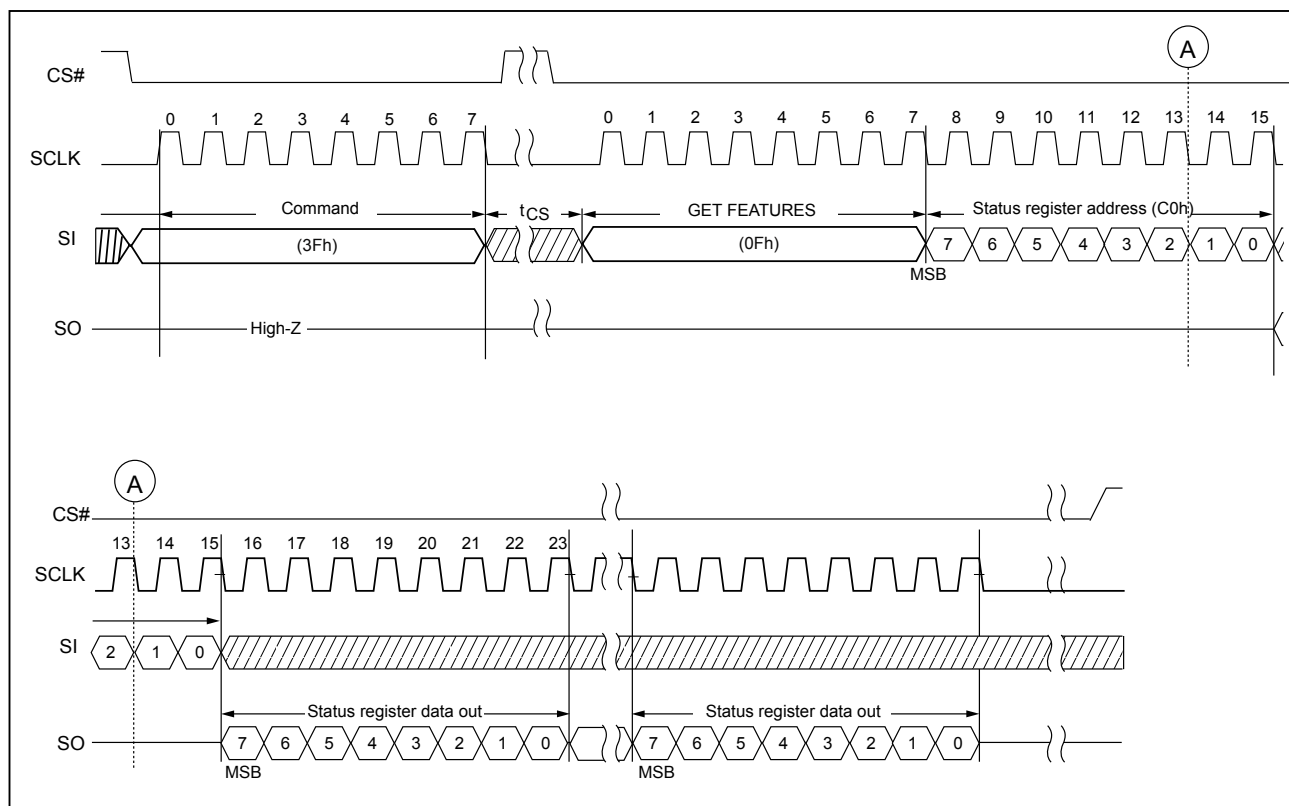 A
CS#
0 1 2 3 4 5 6 7 0 1 2 3 4 5 6 7 8 9 10 11 12 13 14 15
SCLK
Command tCS GET FEATURES Status register address (C0h)
SI (3Fh) (0Fh) 7 6 5 4 3 2 1 0
MSB
SO High-Z
A
CS#
13 14 15 16 17 18 19 20 21 22 23
SCLK
SI 2 1 0
Status register data out Status register data out
SO 7 6 5 4 3 2 1 0 7 6 5 4 3 2 1 0
MSB MSB